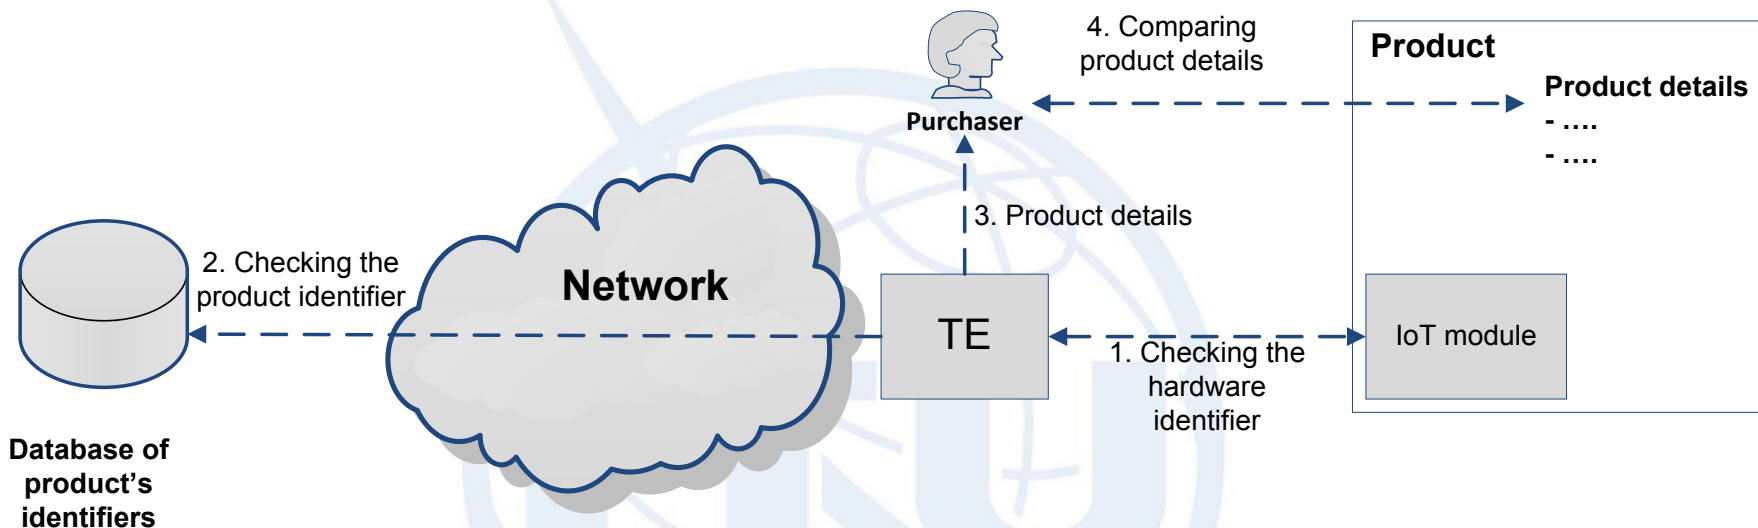 4. Comparing
product details
Product
Product details
- ....
- ....
Purchaser
3. Product details
2. Checking the
product identifier
Network
TE
IoT module
1. Checking the
hardware
identifier
Database of
product’s
identifiers